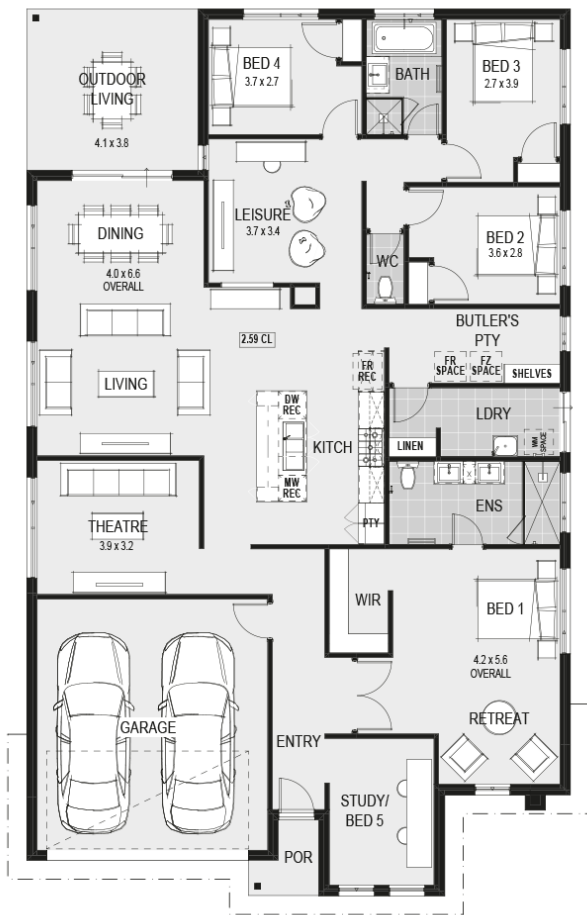 BED 4
3.7 x 2.7
BATH
BED 3
2.7 x 3.9
OUTDOOR
LIVING
4.1 x 3.8
LEISURE
3.7 x 3.4
DINING
4.0 x 6.6
OVERALL
WC
BED 2
3.6 x 2.8
BUTLER'S
PTY
2.59 CL
FR
SPACE
FZ
SPACE
SHELVES
FR
REC
LIVING
DW
REC
KITCH
MW
REC
LDRY
LINEN
WM
SPACE
ENS
PTY
THEATRE
3.9 x 3.2
WIR
BED 1
4.2 x 5.6
OVERALL
RETREAT
GARAGE
ENTRY
STUDY/
BED 5
POR